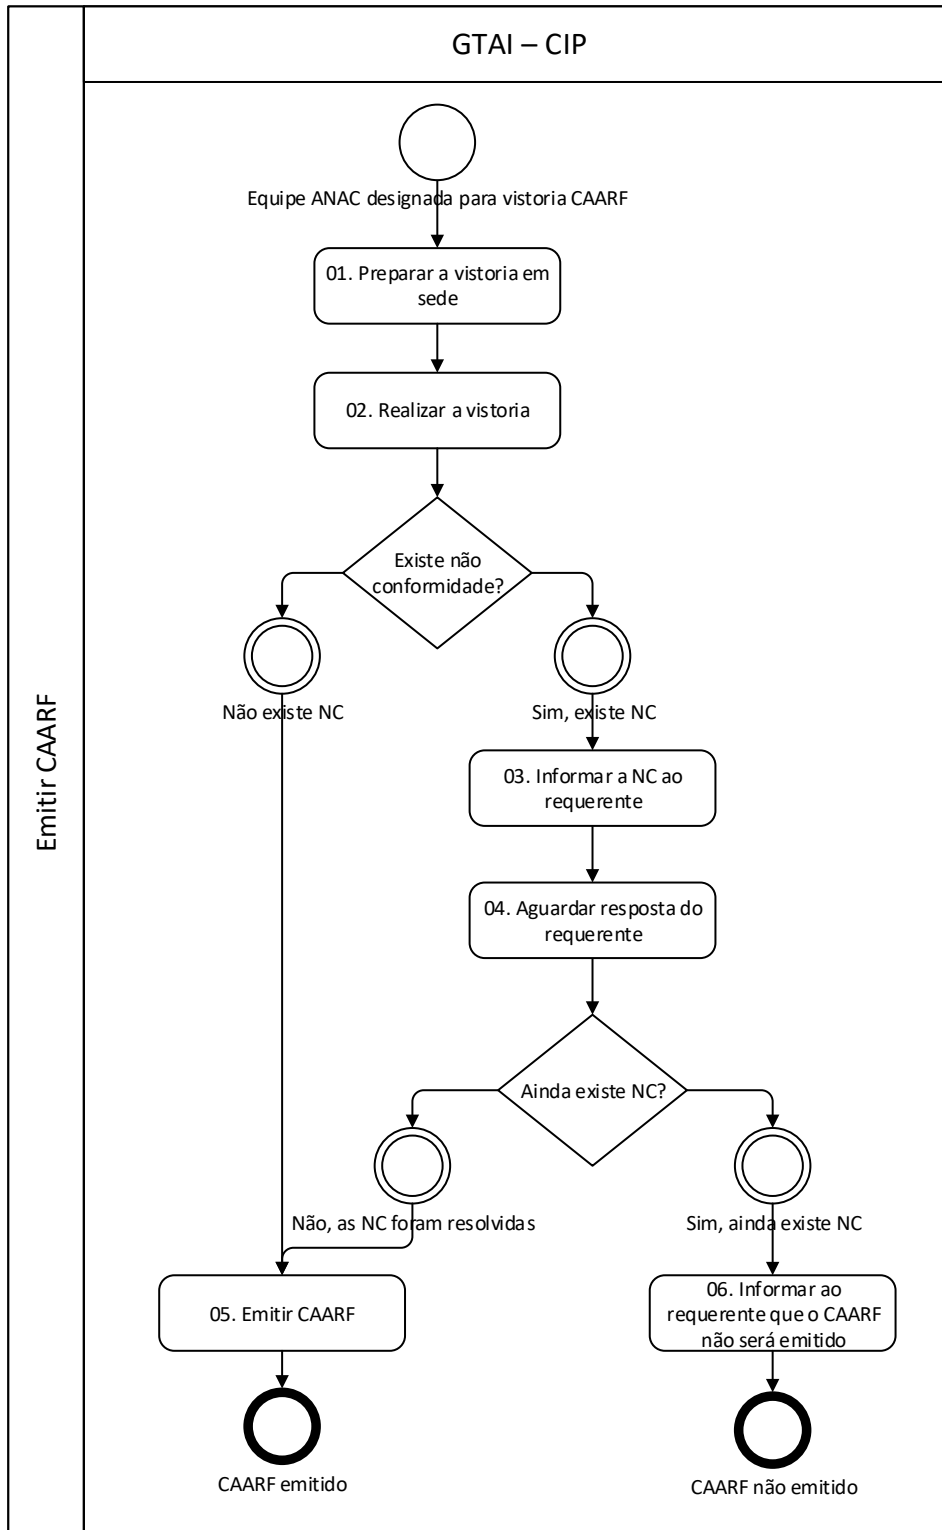 GTAI – CIP
Emitir CAARF
Equipe ANAC designada para vistoria CAARF
01. Preparar a vistoria em
sede
02. Realizar a vistoria
Existe não
conformidade?
Não existe NC
Sim, existe NC
03. Informar a NC ao
requerente
04. Aguardar resposta do
requerente
Ainda existe NC?
Não, as NC foram resolvidas
Sim, ainda existe NC
05. Emitir CAARF
06. Informar ao
requerente que o CAARF
não será emitido
CAARF emitido
CAARF não emitido